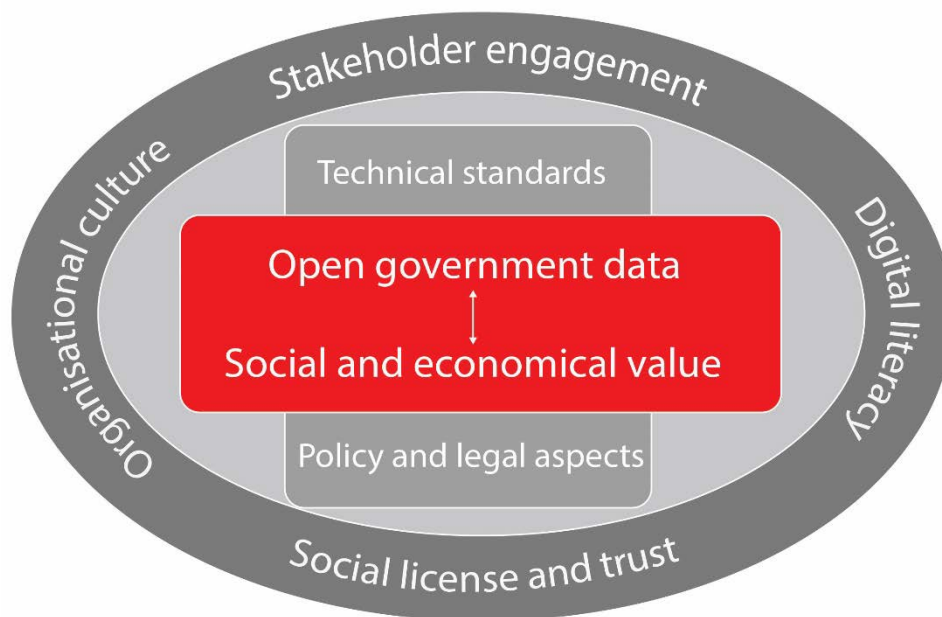 Stakeholder engagement
Organisational culture
Digital literacy
Technical standards
Open government data
Social and economical value
Policy and legal aspects
Social license and trust